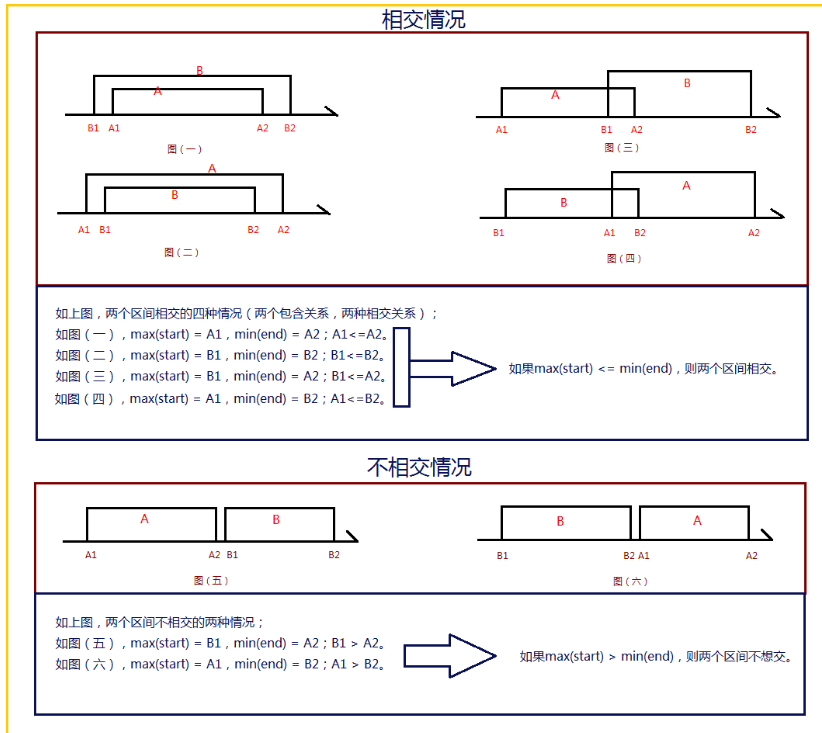 相交情况
B
A
B1 A1 A2 B2
图(一)
A
B
A1 B1 A2 B2
图(三)
A
B
A1 B1 B2 A2
图(二)
B
A
B1 A1 B2 A2
图(四)
如上图，两个区间相交的四种情况（两个包含关系，两种相交关系）；
如图（一），max(start) = A1，min(end) = A2；A1<=A2。
如图（二），max(start) = B1，min(end) = B2；B1<=B2。
如图（三），max(start) = B1，min(end) = A2；B1<=A2。
如图（四），max(start) = A1，min(end) = B2；A1<=B2。
如果max(start) <= min(end)，则两个区间相交。
不相交情况
A B
A1 A2 B1 B2
图(五)
B A
B1 B2 A1 A2
图(六)
如上图，两个区间不相交的两种情况；
如图（五），max(start) = B1，min(end) = A2；B1 > A2。
如图（六），max(start) = A1，min(end) = B2；A1 > B2。
如果max(start) > min(end)，则两个区间不想交。